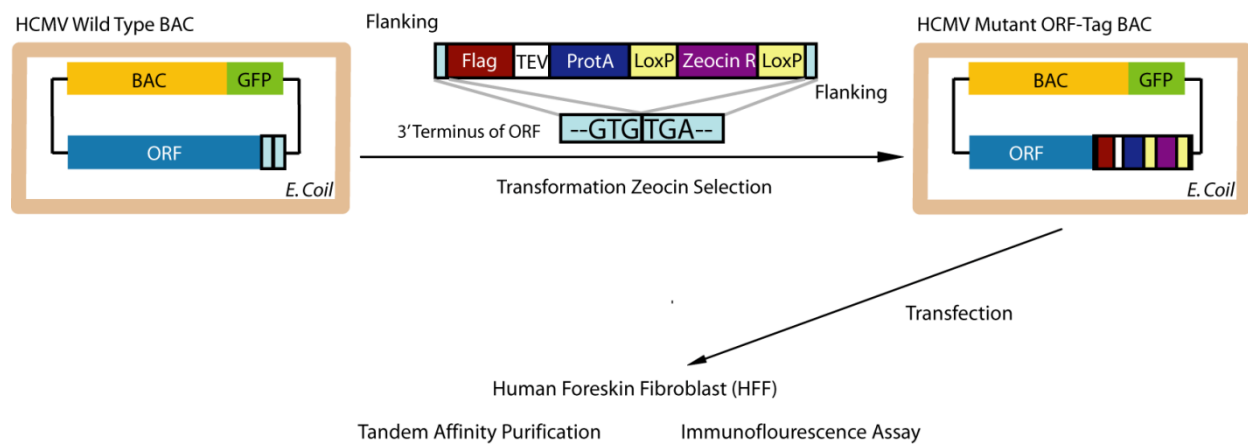 HCMV Wild Type BAC
BAC GFP
ORF
E. Coil
Flanking
Flag TEV ProtA LoxP Zeocin R LoxP
Flanking
3' Terminus of ORF --GTG TGA--
Transformation Zeocin Selection
HCMV Mutant ORF-Tag BAC
BAC GFP
ORF
E. Coil
Transfection
Human Foreskin Fibroblast (HFF)
Tandem Affinity Purification Immunoflourescence Assay